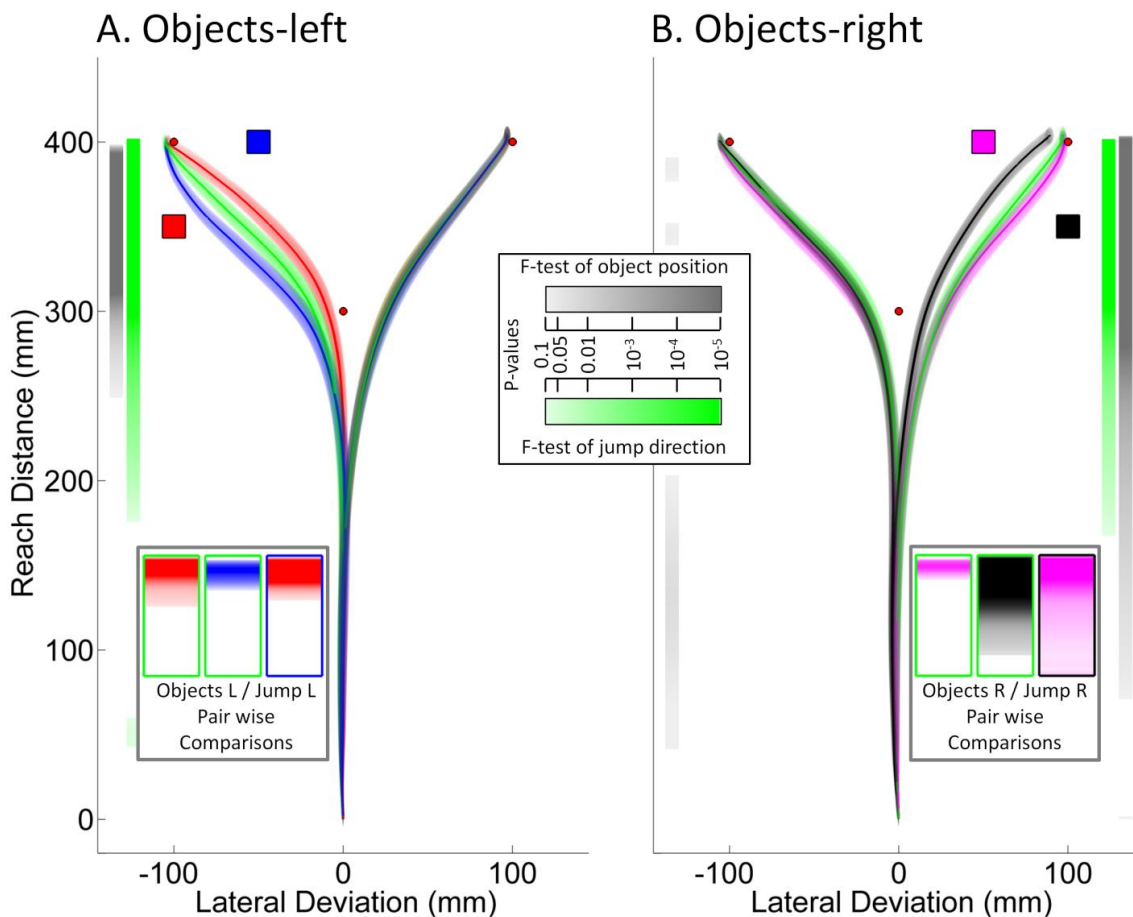 A. Objects-left
B. Objects-right
Reach Distance (mm)
400
300
200
100
0
F-test of object position
P-values
0.1
0.05
0.01
10⁻³
10⁻⁴
10⁻⁵
F-test of jump direction
Objects L / Jump L
Pair wise
Comparisons
Objects R / Jump R
Pair wise
Comparisons
-100
0
100
-100
0
100
Lateral Deviation (mm)
Lateral Deviation (mm)